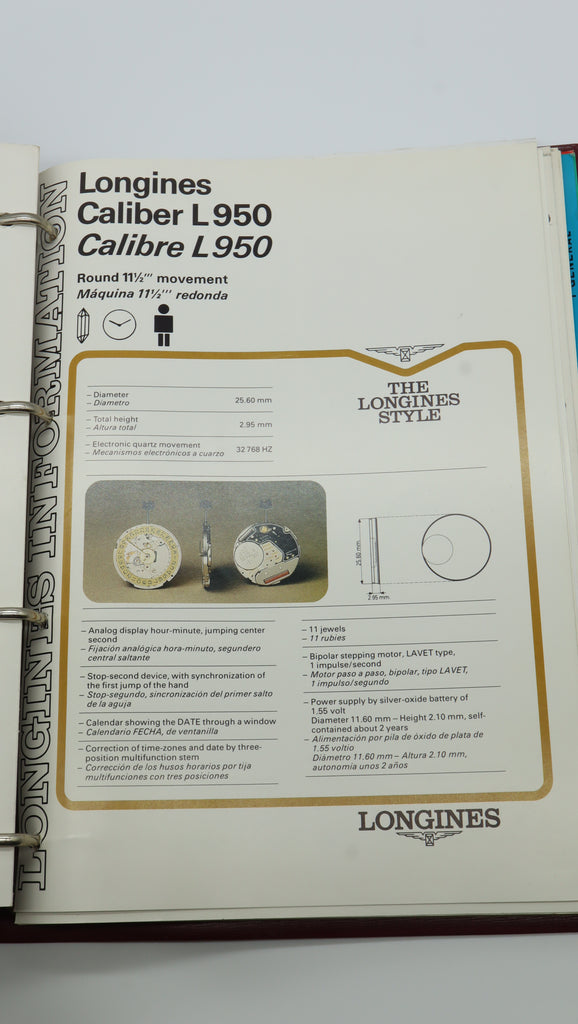 LONGINES INFORMATION
Longines
Caliber L 950
Calibre L 950
Round 11½''' movement
Máquina 11½''' redonda
THE
LONGINES
STYLE
– Diameter
– Diametro
25.60 mm
– Total height
– Altura total
2.95 mm
– Electronic quartz movement
– Mecanismos electrónicos a cuarzo
32 768 HZ
25.60 mm
2.95 mm
– Analog display hour-minute, jumping center
second
– Fijación analógica hora-minuto, segundero
central saltante
– Stop-second device, with synchronization of
the first jump of the hand
– Stop-segundo, sincronización del primer salto
de la aguja
– Calendar showing the DATE through a window
– Calendario FECHA, de ventanilla
– Correction of time-zones and date by three-
position multifunction stem
– Corrección de los husos horarios por tija
multifunciones con tres posiciones
– 11 jewels
– 11 rubies
– Bipolar stepping motor, LAVET type,
1 impulse/second
– Motor paso a paso, bipolar, tipo LAVET,
1 impulso/segundo
– Power supply by silver-oxide battery of
1.55 volt
Diameter 11.60 mm – Height 2.10 mm, self-
contained about 2 years
– Alimentación por pila de óxido de plata de
1.55 voltio
Diámetro 11.60 mm – Altura 2.10 mm,
autonomía unos 2 años
LONGINES
GENERAL